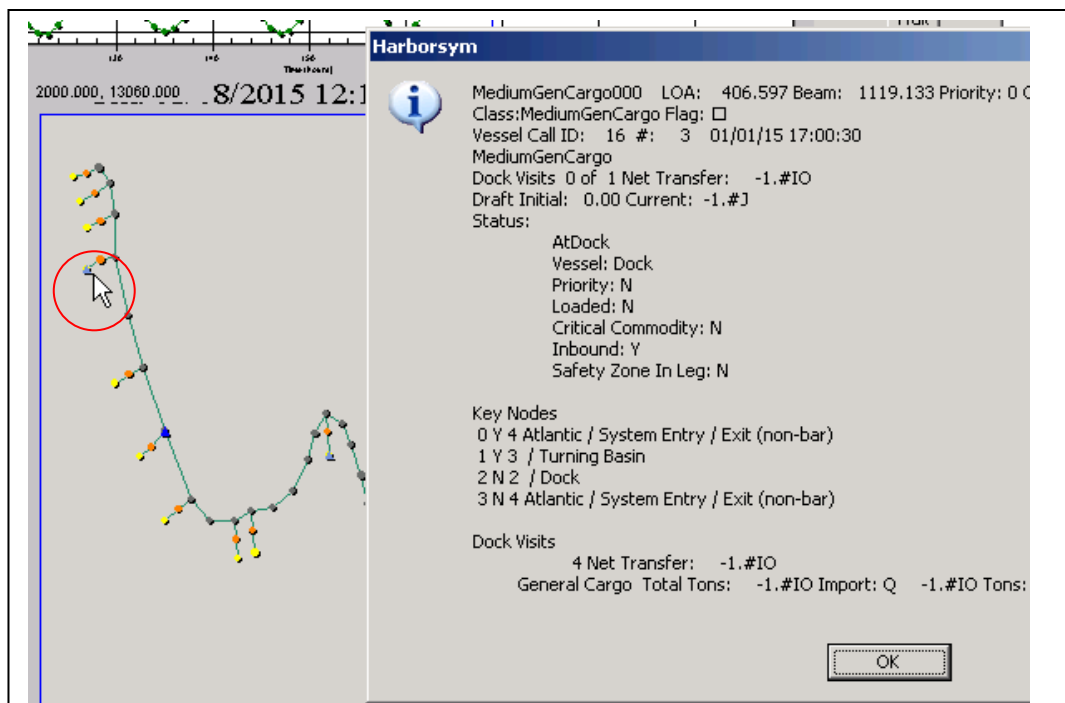 Harborsym
2000.000, 13060.000 8/2015 12:1
MediumGenCargo000 LOA: 406.597 Beam: 1119.133 Priority: 0
Class:MediumGenCargo Flag: □
Vessel Call ID: 16 #: 3 01/01/15 17:00:30
MediumGenCargo
Dock Visits 0 of 1 Net Transfer: -1.#IO
Draft Initial: 0.00 Current: -1.#J
Status:
AtDock
Vessel: Dock
Priority: N
Loaded: N
Critical Commodity: N
Inbound: Y
Safety Zone In Leg: N
Key Nodes
0 Y 4 Atlantic / System Entry / Exit (non-bar)
1 Y 3 / Turning Basin
2 N 2 / Dock
3 N 4 Atlantic / System Entry / Exit (non-bar)
Dock Visits
4 Net Transfer: -1.#IO
General Cargo Total Tons: -1.#IO Import: Q -1.#IO Tons:
OK